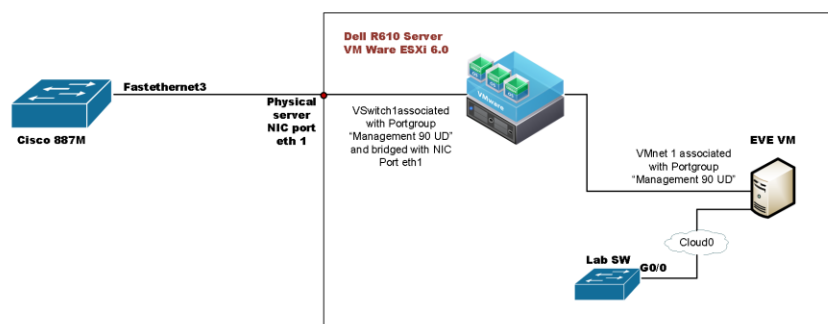 Dell R610 Server
VM Ware ESXi 6.0
Fastethernet3
Cisco 887M
Physical
server
NIC port
eth 1
VSwitch1associated
with Portgroup
“Management 90 UD”
and bridged with NIC
Port eth1
VMware
EVE VM
VMnet 1 associated
with Portgroup
“Management 90 UD”
Cloud0
Lab SW
G0/0